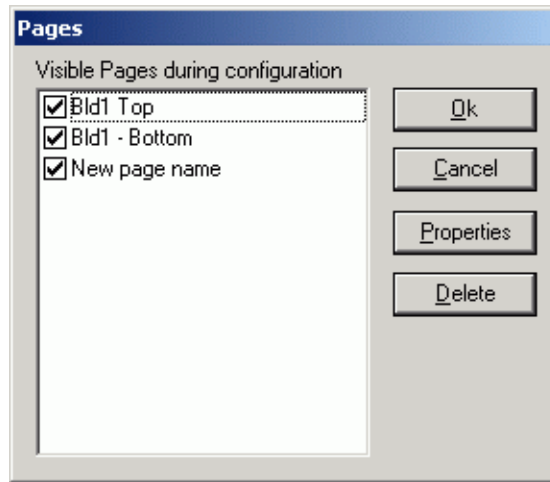 Pages
Visible Pages during configuration
Bld1 Top
Bld1 - Bottom
New page name
Ok
Cancel
Properties
Delete